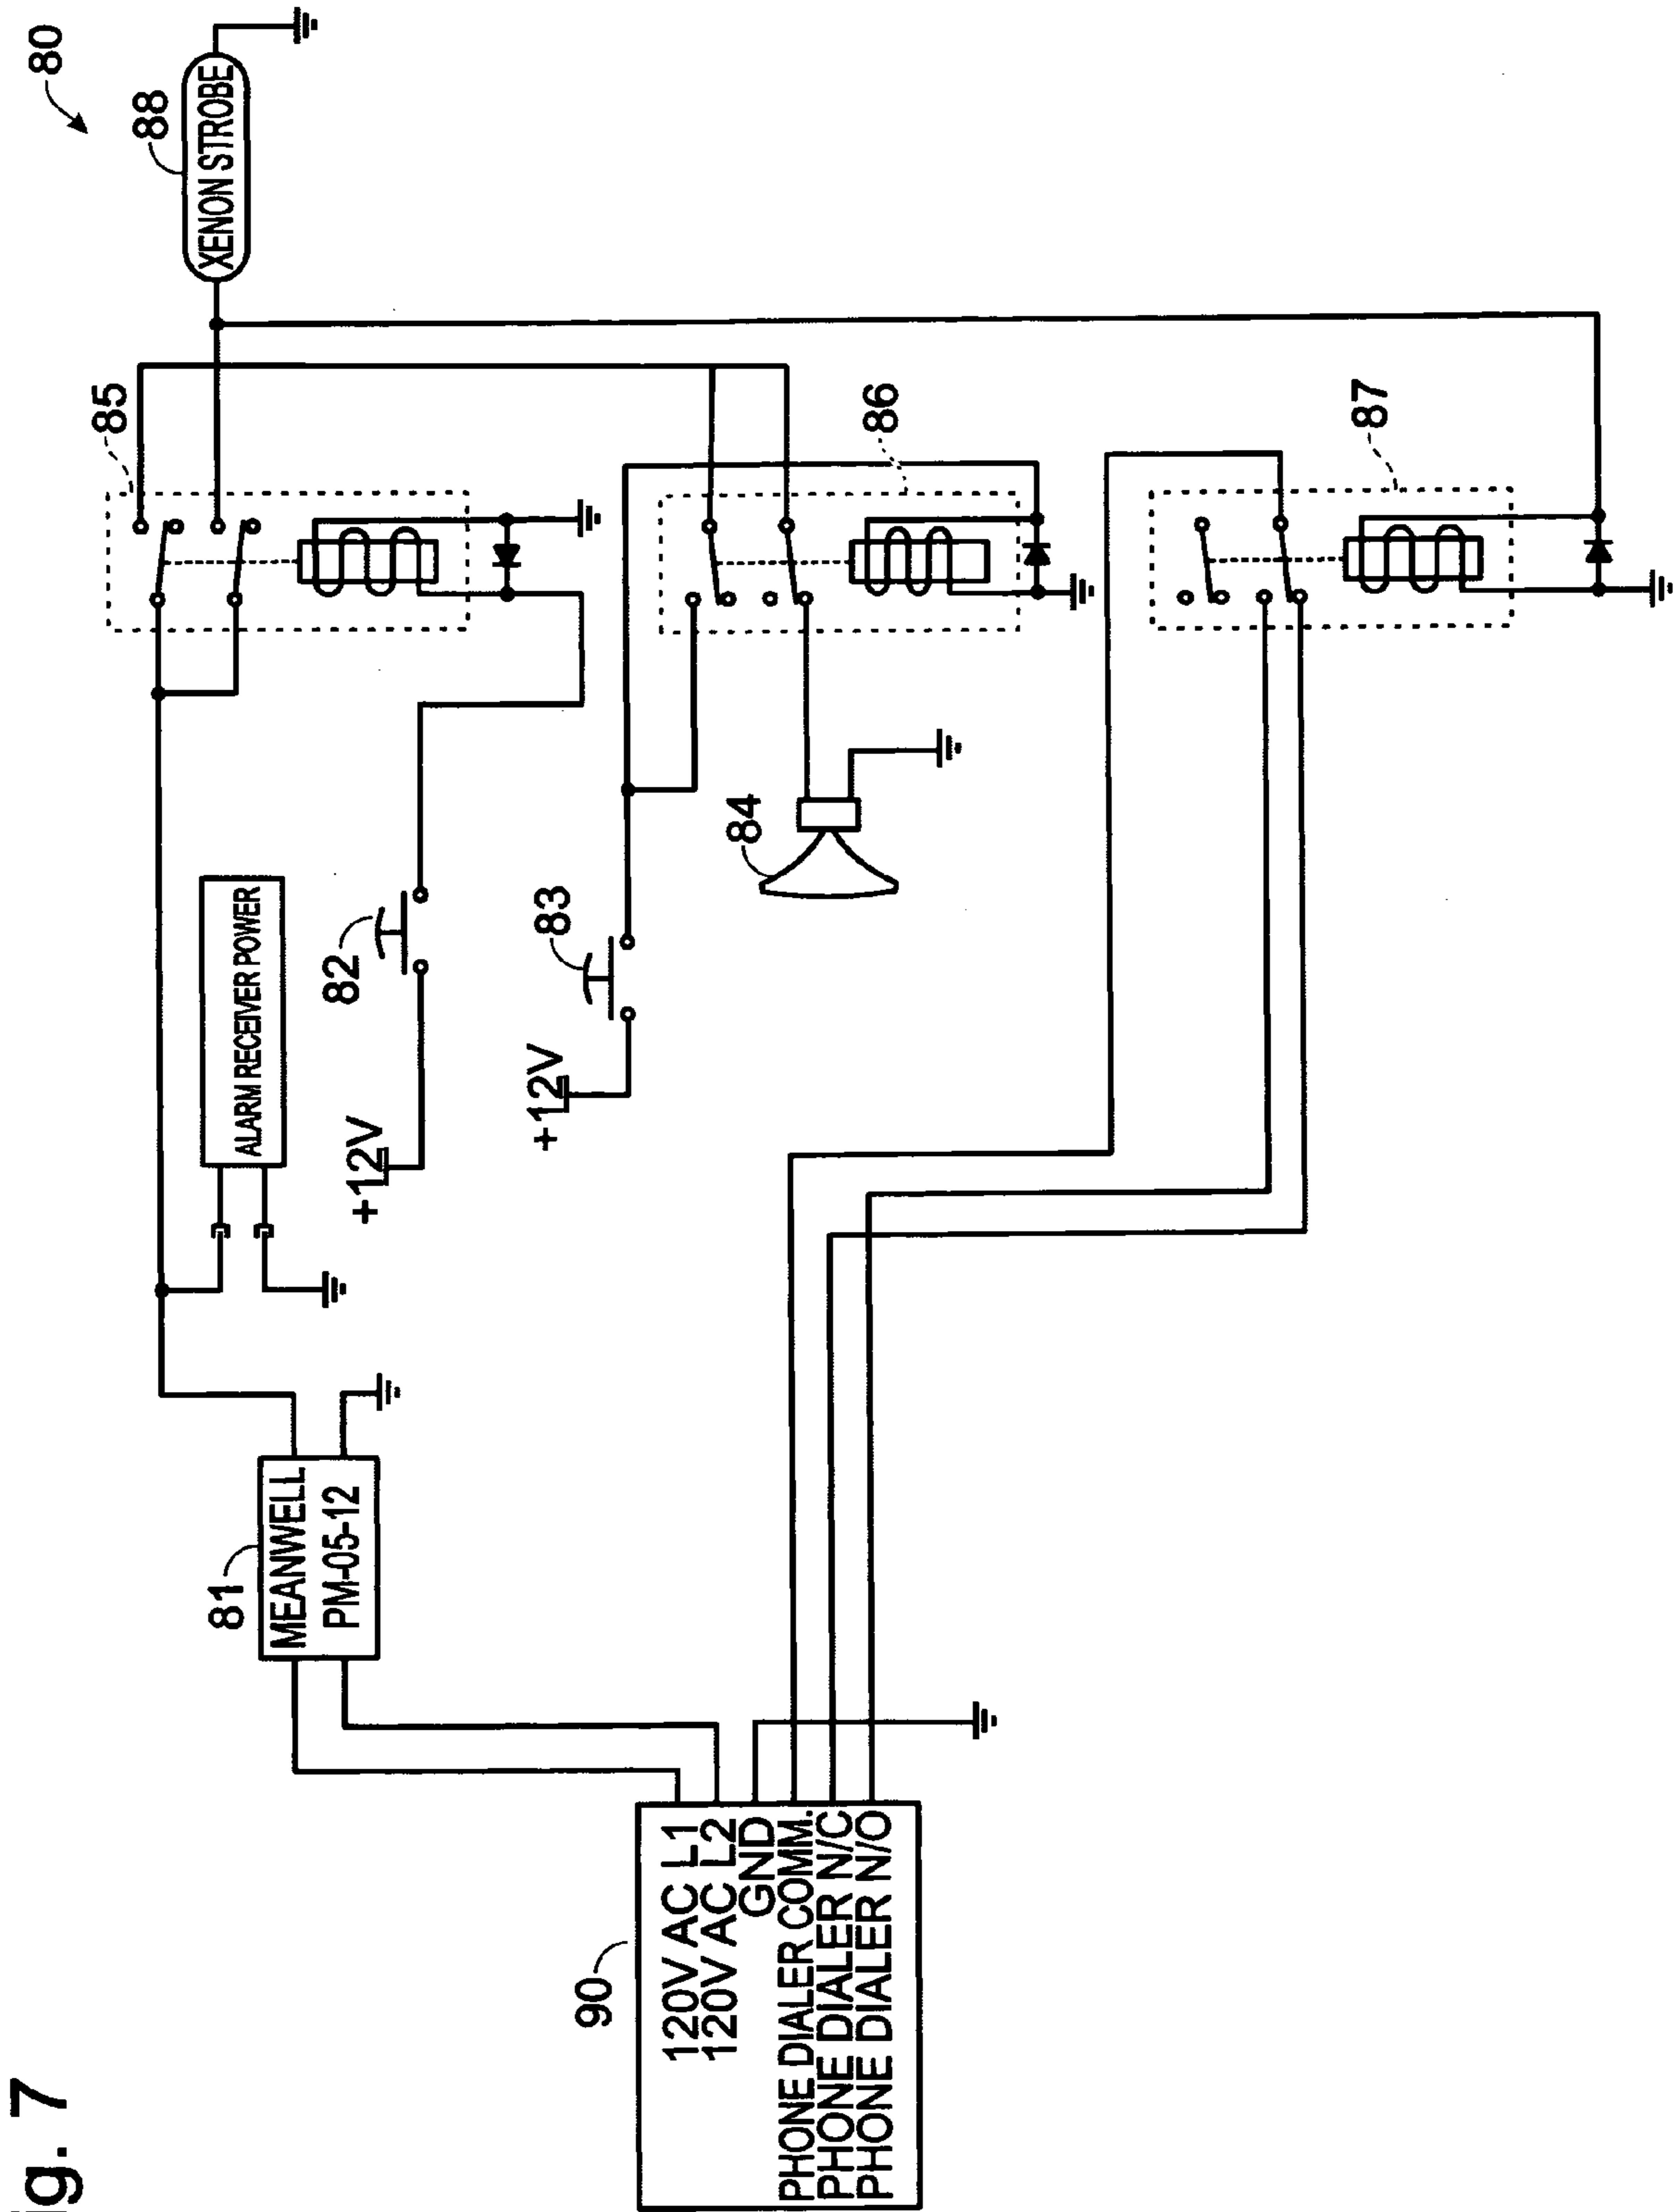 g. 7
80
88
XENON STROBE
85
86
87
ALARM RECEIVER POWER
82
+12V
83
+12V
84
81
MEANWELL
PM-05-12
90
120V AC L1
120V AC L2
GND
PHONE DIALER COMM.
PHONE DIALER N/C
PHONE DIALER N/O